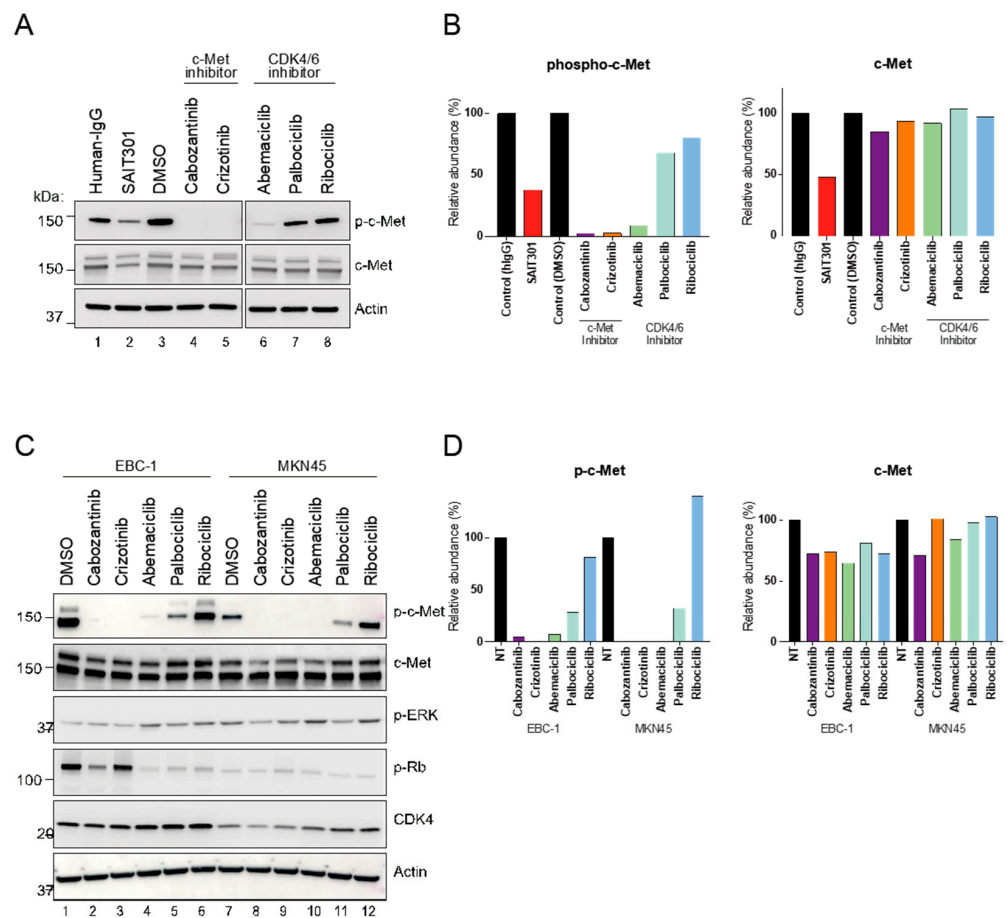 A
c-Met
inhibitor
CDK4/6
inhibitor
Human-IgG
SAIT301
DMSO
Cabozantinib
Crizotinib
Abemaciclib
Palbociclib
Ribociclib
kDa:
150
p-c-Met
150
c-Met
37
Actin
1 2 3 4 5 6 7 8
B
phospho-c-Met
Relative abundance (%)
100
50
0
Control (hIgG)
SAIT301
Control (DMSO)
Cabozantinib
Crizotinib
Abemaciclib
Palbociclib
Ribociclib
c-Met
Inhibitor
CDK4/6
Inhibitor
c-Met
Relative abundance (%)
100
50
0
Control (hIgG)
SAIT301
Control (DMSO)
Cabozantinib
Crizotinib
Abemaciclib
Palbociclib
Ribociclib
c-Met
Inhibitor
CDK4/6
Inhibitor
C
EBC-1
MKN45
DMSO
Cabozantinib
Crizotinib
Abemaciclib
Palbociclib
Ribociclib
DMSO
Cabozantinib
Crizotinib
Abemaciclib
Palbociclib
Ribociclib
150
p-c-Met
150
c-Met
37
p-ERK
100
p-Rb
20
CDK4
37
Actin
1 2 3 4 5 6 7 8 9 10 11 12
D
p-c-Met
Relative abundance (%)
100
50
0
NT
Cabozantinib
Crizotinib
Abemaciclib
Palbociclib
Ribociclib
NT
Cabozantinib
Crizotinib
Abemaciclib
Palbociclib
Ribociclib
EBC-1
MKN45
c-Met
Relative abundance (%)
100
50
0
NT
Cabozantinib
Crizotinib
Abemaciclib
Palbociclib
Ribociclib
NT
Cabozantinib
Crizotinib
Abemaciclib
Palbociclib
Ribociclib
EBC-1
MKN45